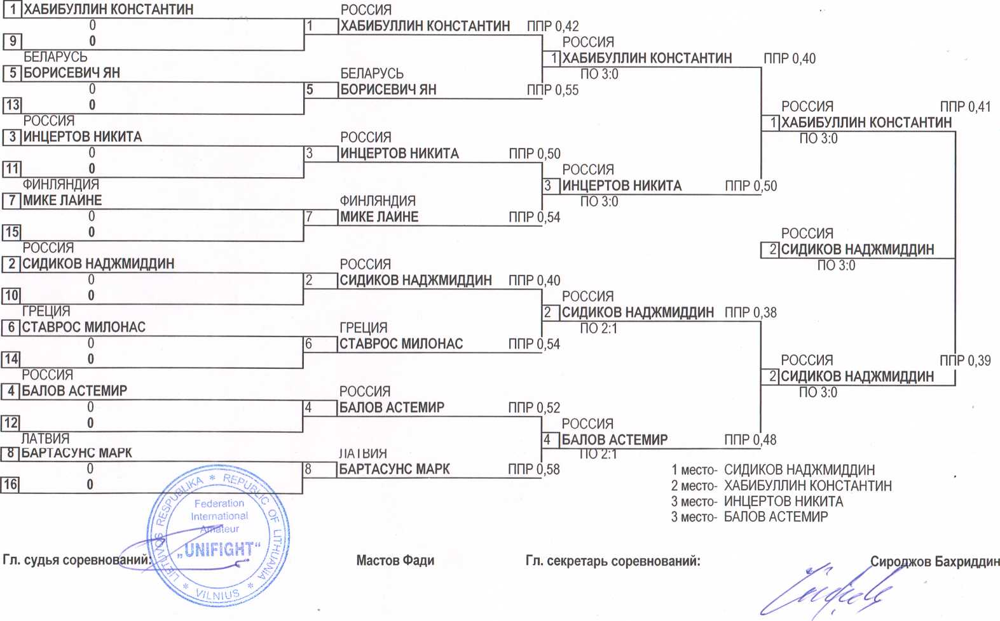 1 ХАБИБУЛЛИН КОНСТАНТИН
0
9 0
БЕЛАРУСЬ
5 БОРИСЕВИЧ ЯН
0
13 0
РОССИЯ
3 ИНЦЕРТОВ НИКИТА
0
11 0
ФИНЛЯНДИЯ
7 МИКЕ ЛАЙНЕ
0
15 0
РОССИЯ
2 СИДИКОВ НАДЖМИДДИН
0
10 0
ГРЕЦИЯ
6 СТАВРОС МИЛОНАС
0
14 0
РОССИЯ
4 БАЛОВ АСТЕМИР
0
12 0
ЛАТВИЯ
8 БАРТАСУНС МАРК
0
16 0
РОССИЯ
1 ХАБИБУЛЛИН КОНСТАНТИН ППР 0,42
БЕЛАРУСЬ
5 БОРИСЕВИЧ ЯН ППР 0,55
РОССИЯ
3 ИНЦЕРТОВ НИКИТА ППР 0,50
ФИНЛЯНДИЯ
7 МИКЕ ЛАЙНЕ ППР 0,54
РОССИЯ
2 СИДИКОВ НАДЖМИДДИН ППР 0,40
ГРЕЦИЯ
6 СТАВРОС МИЛОНАС ППР 0,54
РОССИЯ
4 БАЛОВ АСТЕМИР ППР 0,52
ЛАТВИЯ
8 БАРТАСУНС МАРК ППР 0,58
РОССИЯ
1 ХАБИБУЛЛИН КОНСТАНТИН ППР 0,40
ПО 3:0
РОССИЯ
3 ИНЦЕРТОВ НИКИТА ППР 0,50
ПО 3:0
РОССИЯ
2 СИДИКОВ НАДЖМИДДИН ППР 0,38
ПО 2:1
РОССИЯ
4 БАЛОВ АСТЕМИР ППР 0,48
ПО 2:1
РОССИЯ ППР 0,41
1 ХАБИБУЛЛИН КОНСТАНТИН
ПО 3:0
РОССИЯ
2 СИДИКОВ НАДЖМИДДИН
ПО 3:0
РОССИЯ ППР 0,39
2 СИДИКОВ НАДЖМИДДИН
ПО 3:0
1 место- СИДИКОВ НАДЖМИДДИН
2 место- ХАБИБУЛЛИН КОНСТАНТИН
3 место- ИНЦЕРТОВ НИКИТА
3 место- БАЛОВ АСТЕМИР
LIETUVOS RESPUBLIKA * REPUBLIC OF LITHUANIA * VILNIUS *
Federation
International
Amateur
„UNIFIGHT“
Гл. судья соревнований: Мастов Фади Гл. секретарь соревнований: Сироджов Бахриддин